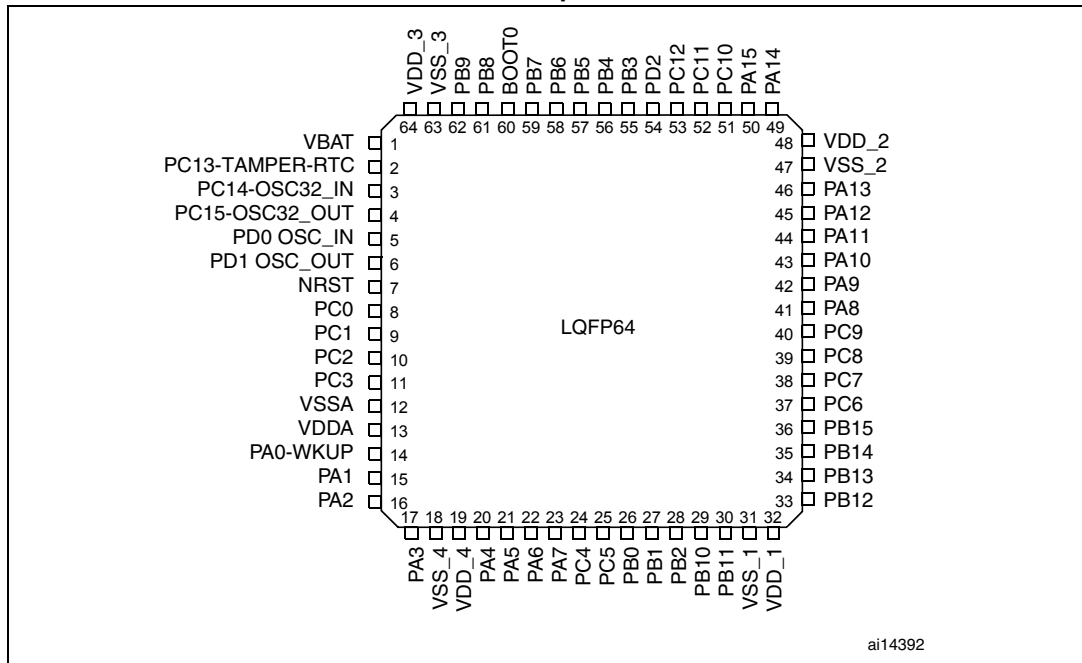 VDD_3
VSS_3
PB9
PB8
BOOT0
PB7
PB6
PB5
PB4
PB3
PD2
PC12
PC11
PC10
PA15
PA14
64 63 62 61 60 59 58 57 56 55 54 53 52 51 50 49
VBAT 1
PC13-TAMPER-RTC 2
PC14-OSC32_IN 3
PC15-OSC32_OUT 4
PD0 OSC_IN 5
PD1 OSC_OUT 6
NRST 7
PC0 8
PC1 9
PC2 10
PC3 11
VSSA 12
VDDA 13
PA0-WKUP 14
PA1 15
PA2 16
LQFP64
48 VDD_2
47 VSS_2
46 PA13
45 PA12
44 PA11
43 PA10
42 PA9
41 PA8
40 PC9
39 PC8
38 PC7
37 PC6
36 PB15
35 PB14
34 PB13
33 PB12
17 18 19 20 21 22 23 24 25 26 27 28 29 30 31 32
PA3
VSS_4
VDD_4
PA4
PA5
PA6
PA7
PC4
PC5
PB0
PB1
PB2
PB10
PB11
VSS_1
VDD_1
ai14392